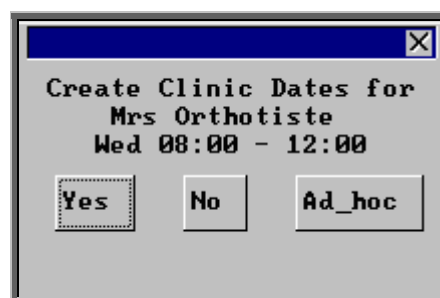 Create Clinic Dates for
Mrs Orthotiste
Wed 08:00 - 12:00
Yes No Ad_hoc